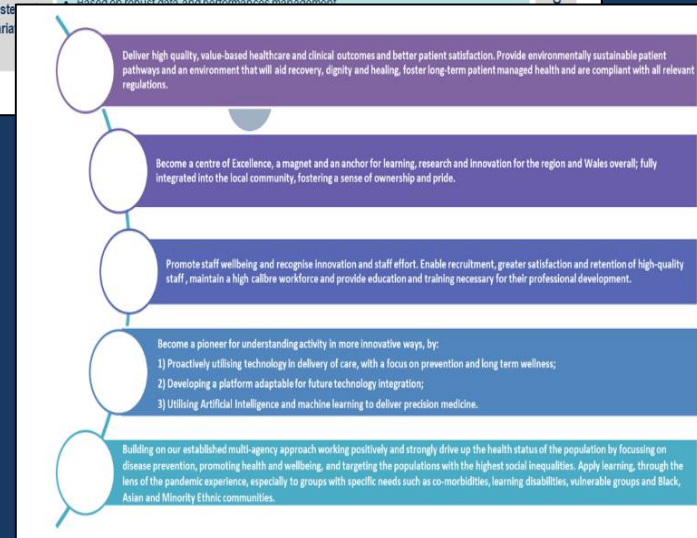 Based on robust data and performances management
Deliver high quality, value-based healthcare and clinical outcomes and better patient satisfaction. Provide environmentally sustainable patient
pathways and an environment that will aid recovery, dignity and healing, foster long-term patient managed health and are compliant with all relevant
regulations.
Become a centre of Excellence, a magnet and an anchor for learning, research and innovation for the region and Wales overall; fully
integrated into the local community, fostering a sense of ownership and pride.
Promote staff wellbeing and recognise innovation and staff effort. Enable recruitment, greater satisfaction and retention of high-quality
staff , maintain a high calibre workforce and provide education and training necessary for their professional development.
Become a pioneer for understanding activity in more innovative ways, by:
1) Proactively utilising technology in delivery of care, with a focus on prevention and long term wellness;
2) Developing a platform adaptable for future technology integration;
3) Utilising Artificial Intelligence and machine learning to deliver precision medicine.
Building on our established multi-agency approach working positively and strongly drive up the health status of the population by focussing on
disease prevention, promoting health and wellbeing, and targeting the populations with the highest social inequalities. Apply learning, through the
lens of the pandemic experience, especially to groups with specific needs such as co-morbidities, learning disabilities, vulnerable groups and Black,
Asian and Minority Ethnic communities.